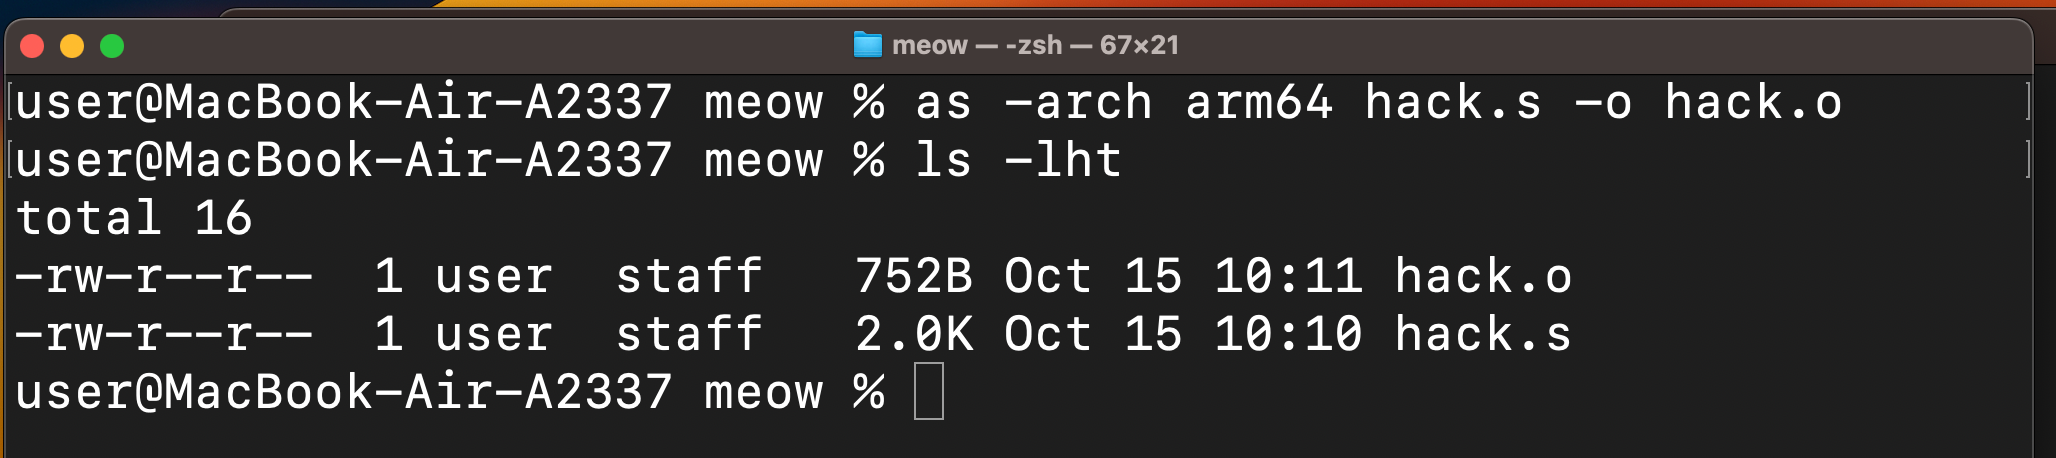 meow — -zsh — 67×21
[user@MacBook-Air-A2337 meow % as -arch arm64 hack.s -o hack.o ]
[user@MacBook-Air-A2337 meow % ls -lht ]
total 16
-rw-r--r--  1 user  staff   752B Oct 15 10:11 hack.o
-rw-r--r--  1 user  staff   2.0K Oct 15 10:10 hack.s
user@MacBook-Air-A2337 meow %